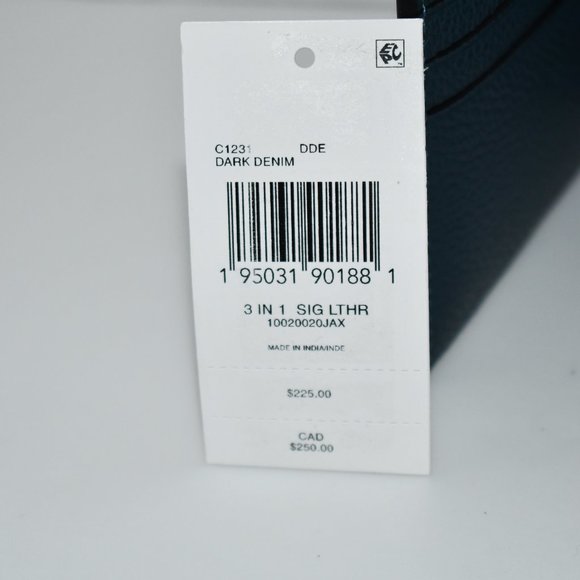 EPC
C1231 DDE
DARK DENIM
1 95031 90188 1
3 IN 1 SIG LTHR
10020020JAX
MADE IN INDIA/INDE
$225.00
CAD
$250.00